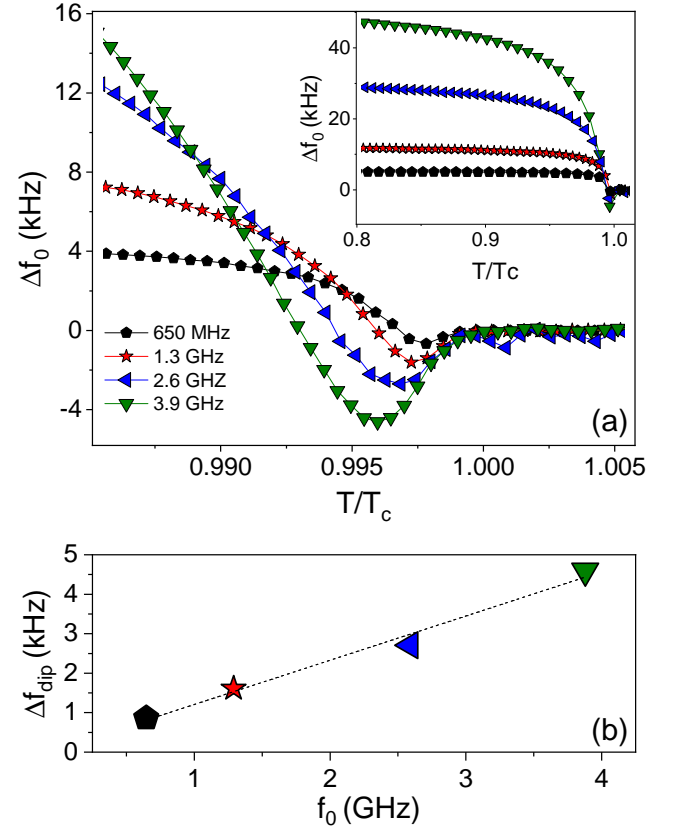 16
12
8
4
0
-4
Δf₀ (kHz)
0.990
0.995
1.000
1.005
T/T_c
650 MHz
1.3 GHz
2.6 GHZ
3.9 GHz
(a)
40
20
0
Δf₀ (kHz)
0.8
0.9
1.0
T/Tc
5
4
3
2
1
0
Δf_dip (kHz)
1
2
3
4
f₀ (GHz)
(b)